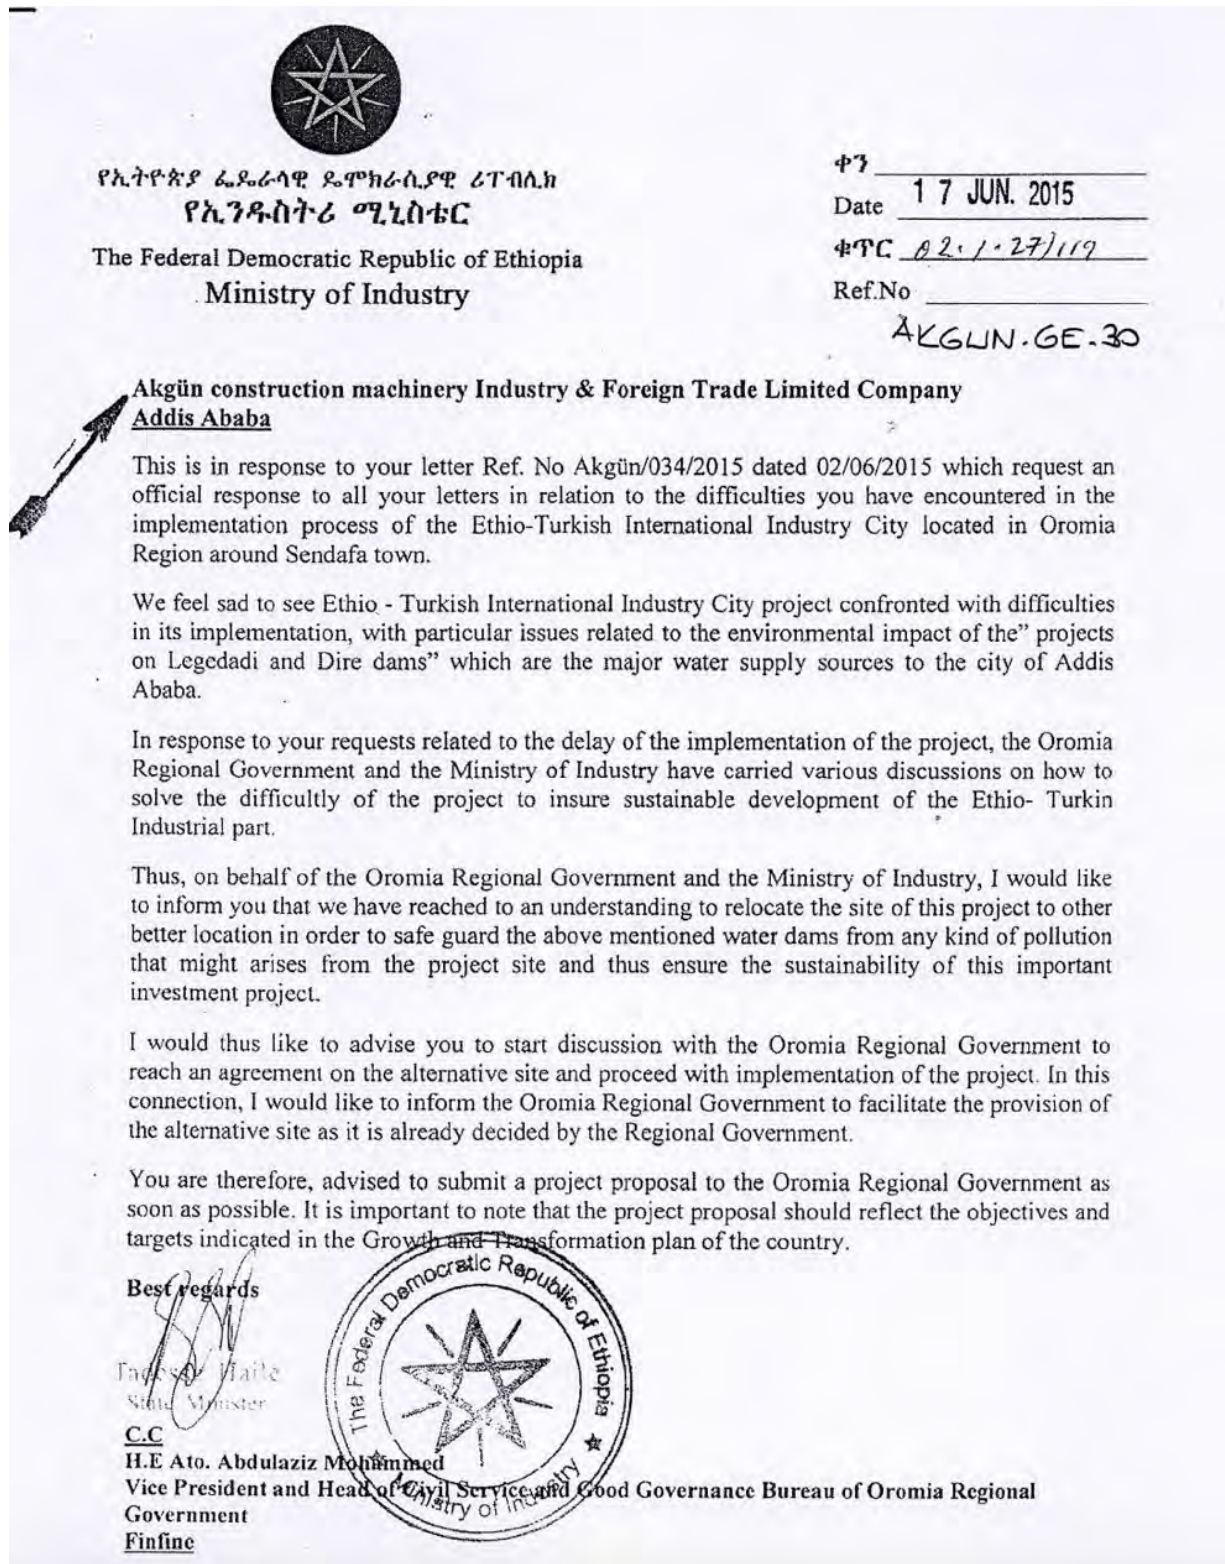 የኢትዮጵያ ፌዴራላዊ ዴሞክራሲያዊ ሪፐብሊክ
የኢንዱስትሪ ሚኒስቴር
The Federal Democratic Republic of Ethiopia
Ministry of Industry
ቀን
Date 17 JUN. 2015
ቁጥር 02.1.27/119
Ref.No
AKGUN.GE.30
Akgün construction machinery Industry & Foreign Trade Limited Company
Addis Ababa
This is in response to your letter Ref. No Akgün/034/2015 dated 02/06/2015 which request an
official response to all your letters in relation to the difficulties you have encountered in the
implementation process of the Ethio-Turkish International Industry City located in Oromia
Region around Sendafa town.
We feel sad to see Ethio - Turkish International Industry City project confronted with difficulties
in its implementation, with particular issues related to the environmental impact of the” projects
on Legedadi and Dire dams” which are the major water supply sources to the city of Addis
Ababa.
In response to your requests related to the delay of the implementation of the project, the Oromia
Regional Government and the Ministry of Industry have carried various discussions on how to
solve the difficultly of the project to insure sustainable development of the Ethio- Turkin
Industrial part.
Thus, on behalf of the Oromia Regional Government and the Ministry of Industry, I would like
to inform you that we have reached to an understanding to relocate the site of this project to other
better location in order to safe guard the above mentioned water dams from any kind of pollution
that might arises from the project site and thus ensure the sustainability of this important
investment project.
I would thus like to advise you to start discussion with the Oromia Regional Government to
reach an agreement on the alternative site and proceed with implementation of the project. In this
connection, I would like to inform the Oromia Regional Government to facilitate the provision of
the alternative site as it is already decided by the Regional Government.
You are therefore, advised to submit a project proposal to the Oromia Regional Government as
soon as possible. It is important to note that the project proposal should reflect the objectives and
targets indicated in the Growth and Transformation plan of the country.
Best regards
Tadesse Haile
State Minister
The Federal Democratic Republic of Ethiopia
Ministry of Industry
C.C
H.E Ato. Abdulaziz Mohammed
Vice President and Head of Civil Service and Good Governance Bureau of Oromia Regional
Government
Finfine